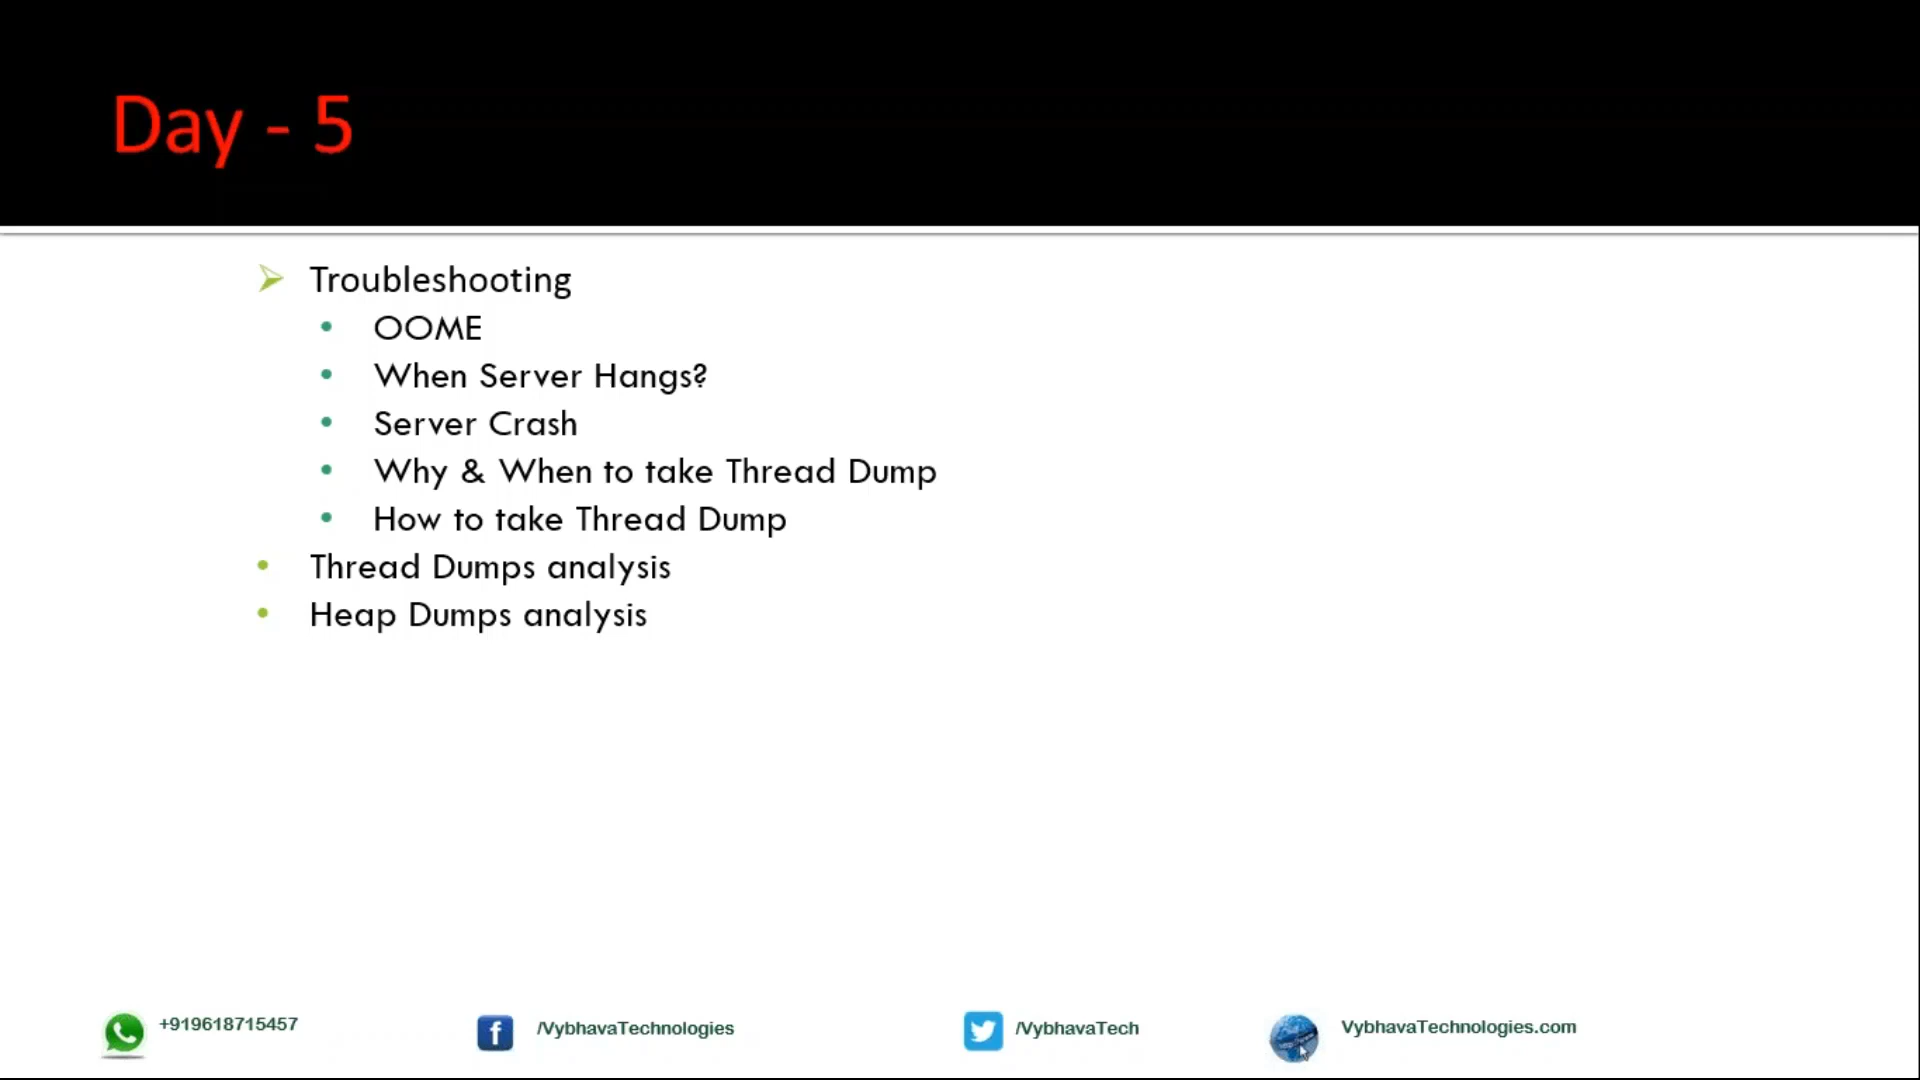 Day - 5
Troubleshooting
OOME
When Server Hangs?
Server Crash
Why & When to take Thread Dump
How to take Thread Dump
Thread Dumps analysis
Heap Dumps analysis
+919618715457
/VybhavaTechnologies
/VybhavaTech
VybhavaTechnologies.com